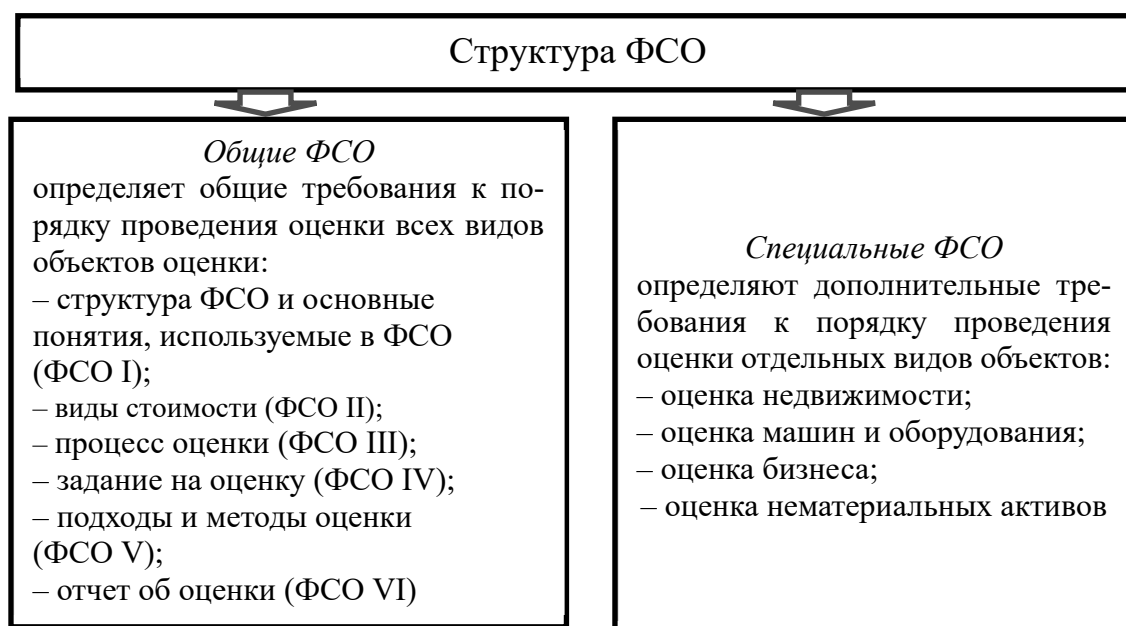 Структура ФСО
Общие ФСО
определяет общие требования к по-
рядку проведения оценки всех видов
объектов оценки:
– структура ФСО и основные
понятия, используемые в ФСО
(ФСО I);
– виды стоимости (ФСО II);
– процесс оценки (ФСО III);
– задание на оценку (ФСО IV);
– подходы и методы оценки
(ФСО V);
– отчет об оценки (ФСО VI)
Специальные ФСО
определяют дополнительные тре-
бования к порядку проведения
оценки отдельных видов объектов:
– оценка недвижимости;
– оценка машин и оборудования;
– оценка бизнеса;
– оценка нематериальных активов